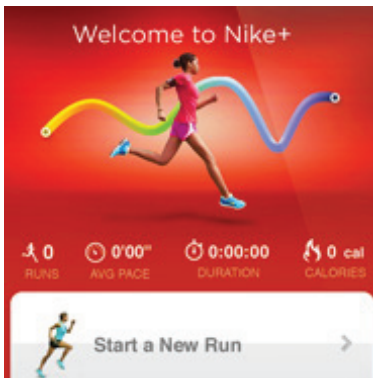 Welcome to Nike+
0 0'00" 0:00:00 0 cal
RUNS AVG PACE DURATION CALORIES
Start a New Run